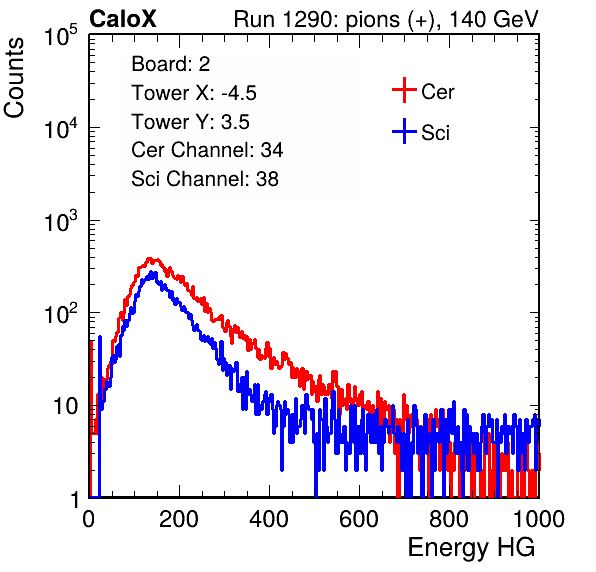 CaloX Run 1290: pions (+), 140 GeV
Counts
10^5
10^4
10^3
10^2
10
1
Board: 2
Tower X: -4.5
Tower Y: 3.5
Cer Channel: 34
Sci Channel: 38
Cer
Sci
0 200 400 600 800 1000
Energy HG